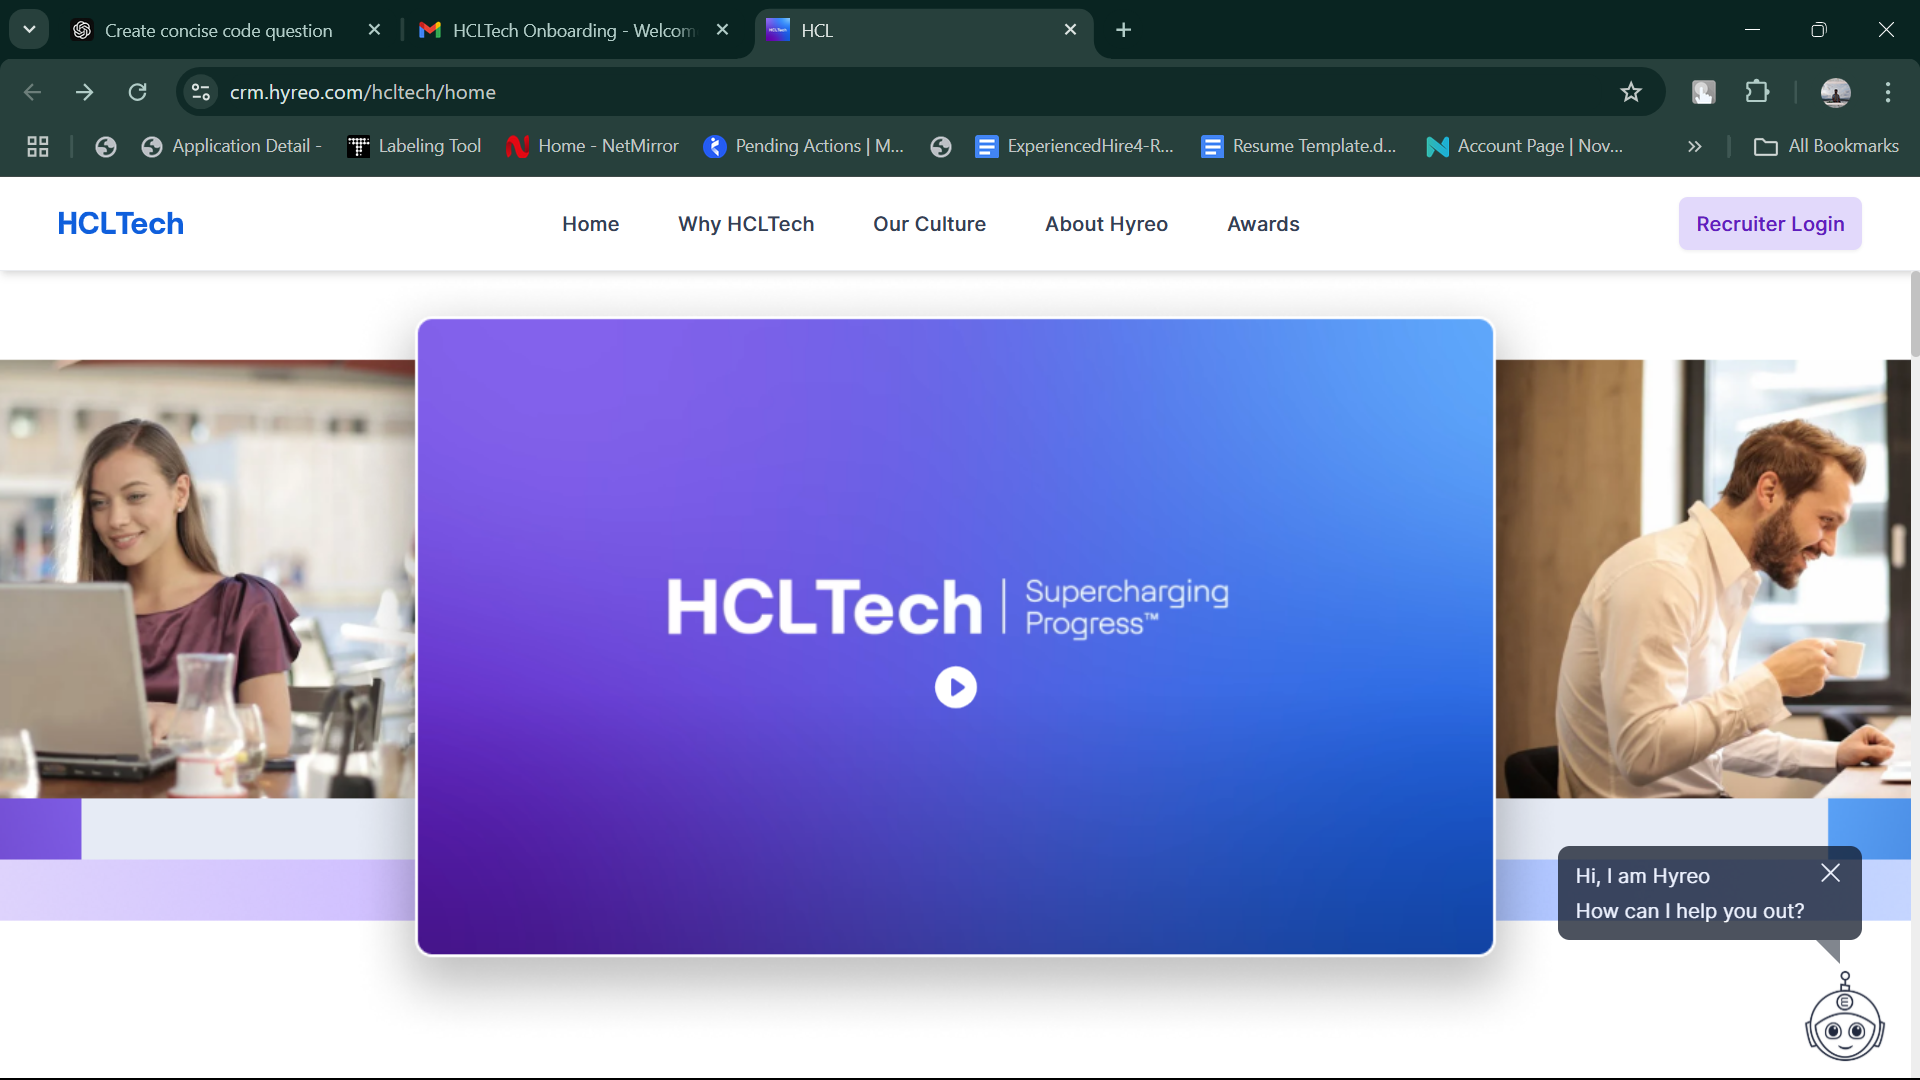 Create concise code question
HCLTech Onboarding - Welcom
HCL
crm.hyreo.com/hcltech/home
Application Detail -
Labeling Tool
Home - NetMirror
Pending Actions | M...
ExperiencedHire4-R...
Resume Template.d...
Account Page | Nov...
All Bookmarks
HCLTech
Home
Why HCLTech
Our Culture
About Hyreo
Awards
Recruiter Login
HCLTech
Supercharging
Progress™
Hi, I am Hyreo
How can I help you out?